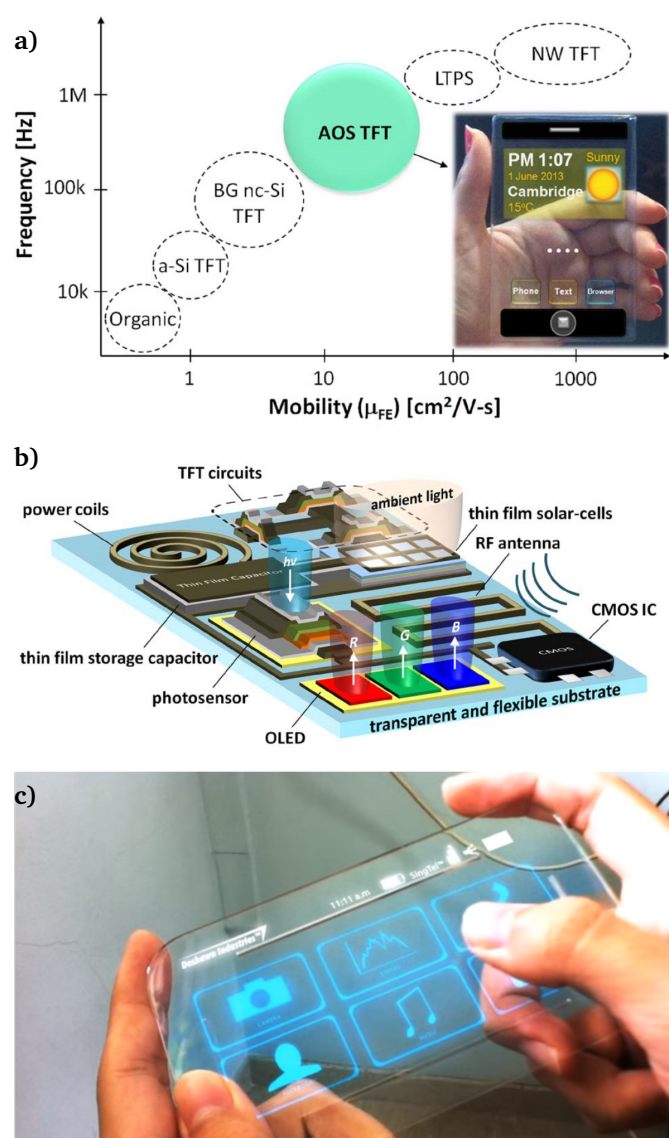 a)
Frequency [Hz]
1M
100k
10k
NW TFT
LTPS
AOS TFT
BG nc-Si
TFT
a-Si TFT
Organic
PM 1:07
Sunny
1 June 2013
Cambridge
15°C
Phone
Text
Browser
1
10
100
1000
Mobility (μFE) [cm²/V-s]
b)
TFT circuits
ambient light
power coils
thin film solar-cells
RF antenna
hν
Thin Film Capacitor
CMOS IC
R
G
B
CMOS
thin film storage capacitor
photosensor
OLED
transparent and flexible substrate
c)
11:11 a.m
SingTel
Deshawa Industries™